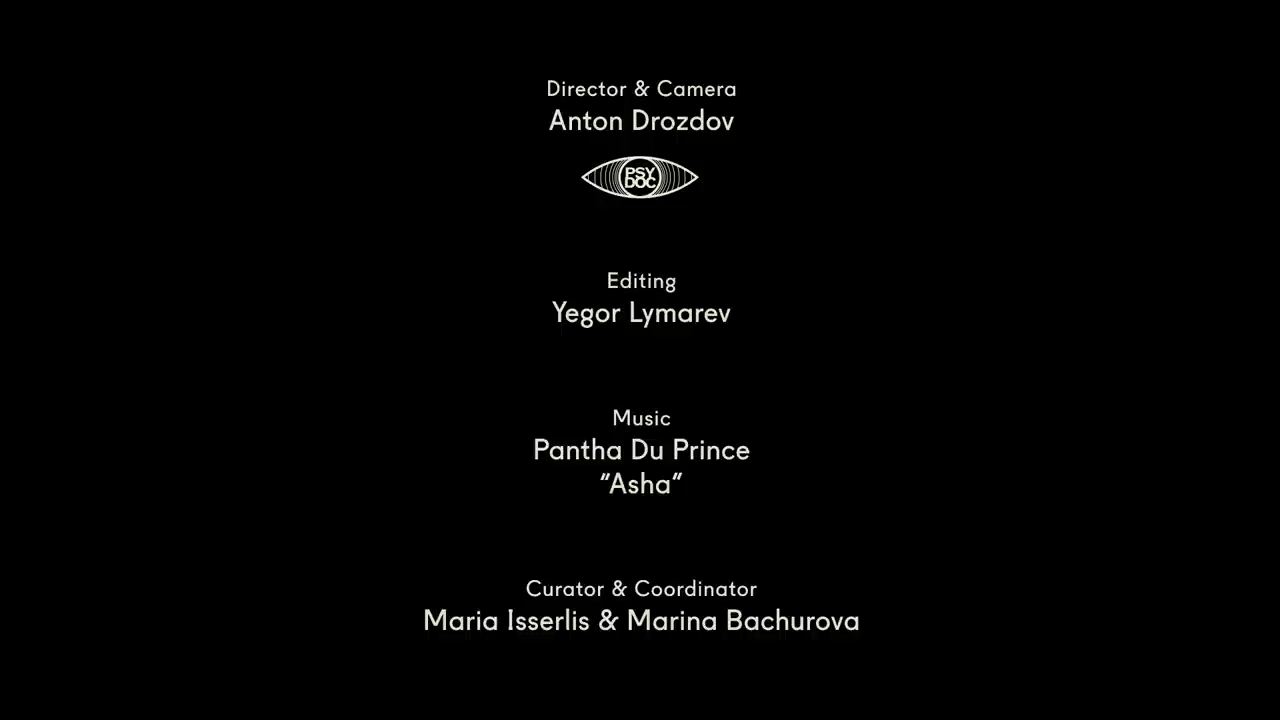 Director & Camera
Anton Drozdov
PSY
DOC
Editing
Yegor Lymarev
Music
Pantha Du Prince
“Asha“
Curator & Coordinator
Maria Isserlis & Marina Bachurova